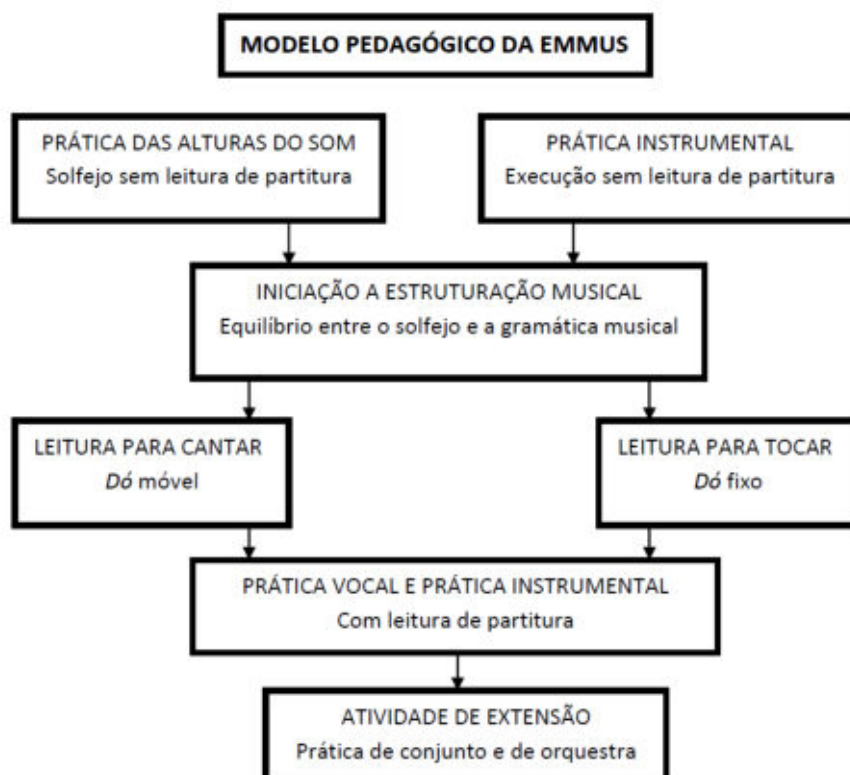 MODELO PEDAGÓGICO DA EMMUS
PRÁTICA DAS ALTURAS DO SOM
Solfejo sem leitura de partitura
PRÁTICA INSTRUMENTAL
Execução sem leitura de partitura
INICIAÇÃO A ESTRUTURAÇÃO MUSICAL
Equilíbrio entre o solfejo e a gramática musical
LEITURA PARA CANTAR
Dó móvel
LEITURA PARA TOCAR
Dó fixo
PRÁTICA VOCAL E PRÁTICA INSTRUMENTAL
Com leitura de partitura
ATIVIDADE DE EXTENSÃO
Prática de conjunto e de orquestra